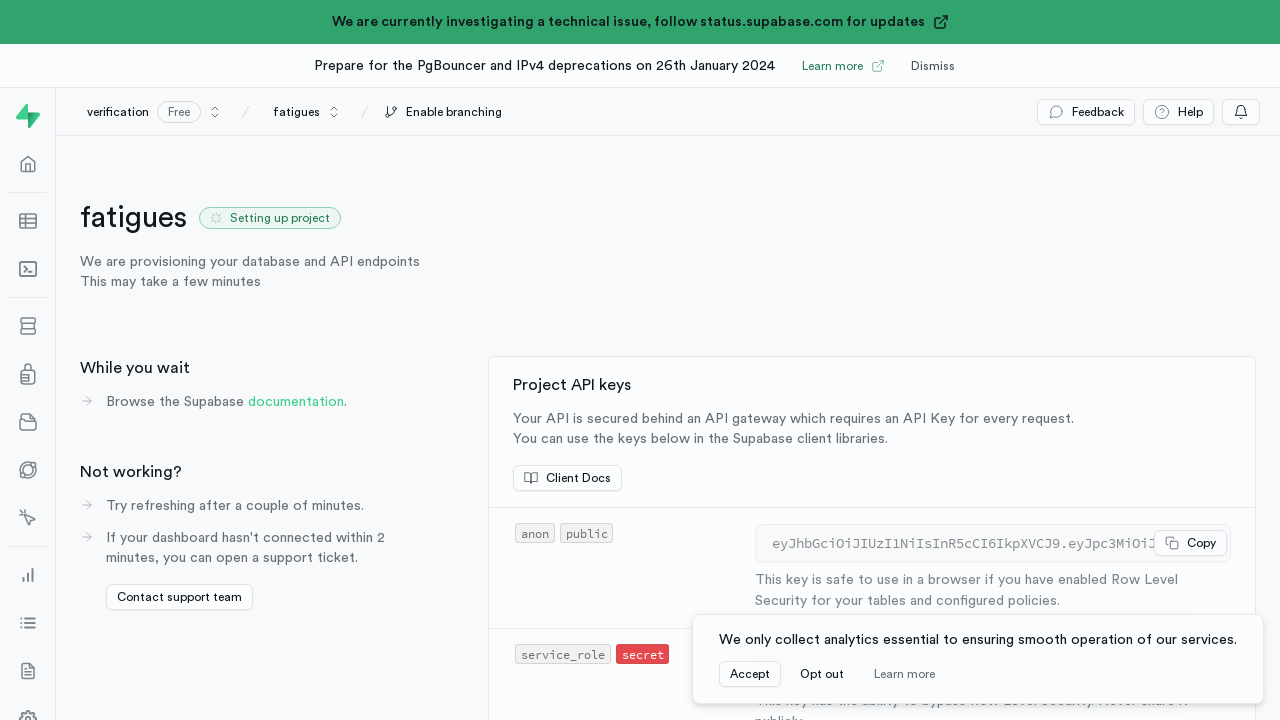 We are currently investigating a technical issue, follow status.supabase.com for updates
Prepare for the PgBouncer and IPv4 deprecations on 26th January 2024 Learn more Dismiss
verification Free / fatigues / Enable branching Feedback Help
fatigues Setting up project
We are provisioning your database and API endpoints
This may take a few minutes
While you wait
Browse the Supabase documentation.
Not working?
Try refreshing after a couple of minutes.
If your dashboard hasn't connected within 2
minutes, you can open a support ticket.
Contact support team
Project API keys
Your API is secured behind an API gateway which requires an API Key for every request.
You can use the keys below in the Supabase client libraries.
Client Docs
anon public
eyJhbGciOiJIUzI1NiIsInR5cCI6IkpXVCJ9.eyJpc3MiOiJ Copy
This key is safe to use in a browser if you have enabled Row Level
Security for your tables and configured policies.
service_role secret
We only collect analytics essential to ensuring smooth operation of our services.
Accept Opt out Learn more